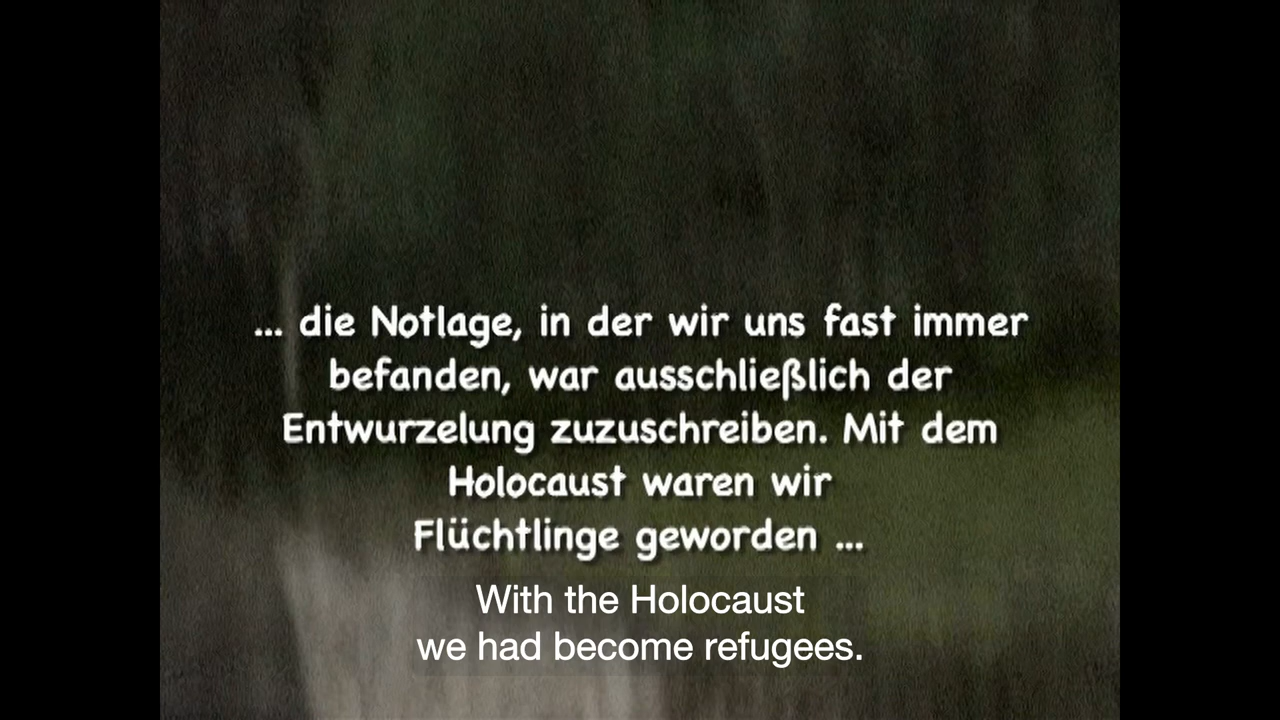 ... die Notlage, in der wir uns fast immer
befanden, war ausschließlich der
Entwurzelung zuzuschreiben. Mit dem
Holocaust waren wir
Flüchtlinge geworden ...
With the Holocaust
we had become refugees.